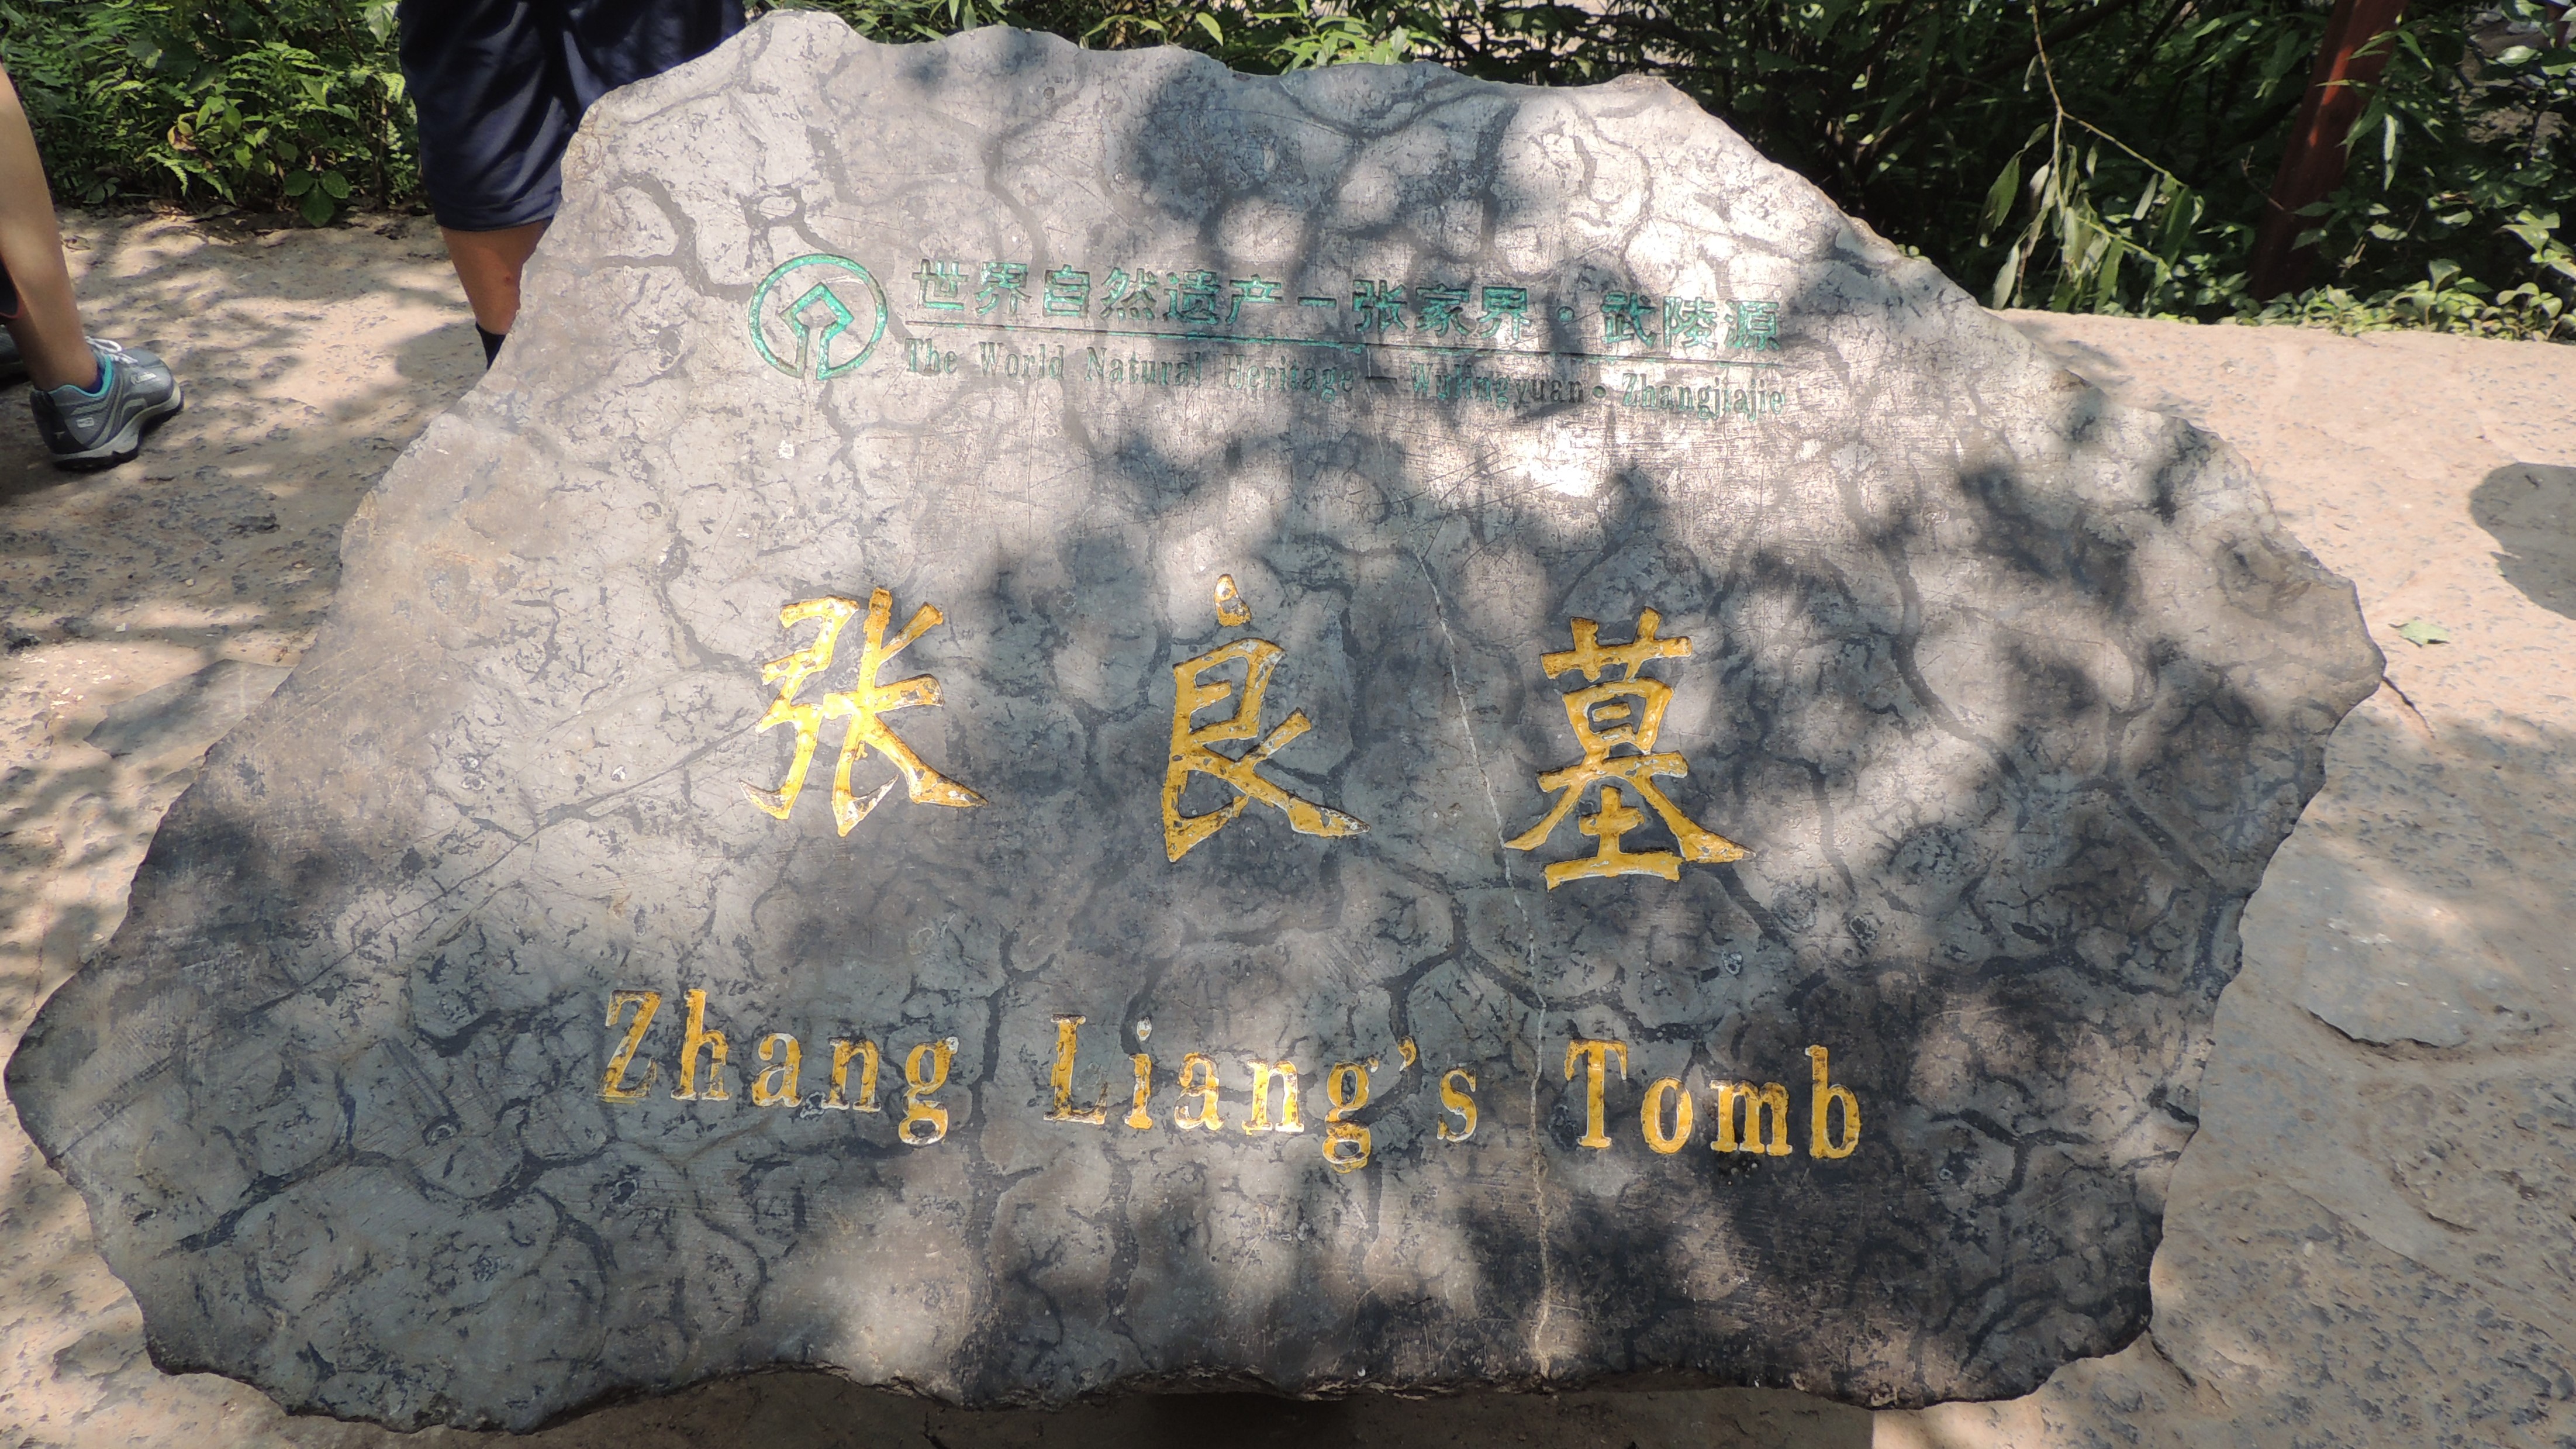 世界自然遗产－张家界·武陵源
The World Natural Heritage — Wulingyuan·Zhangjiajie
张良墓
Zhang Liang's Tomb